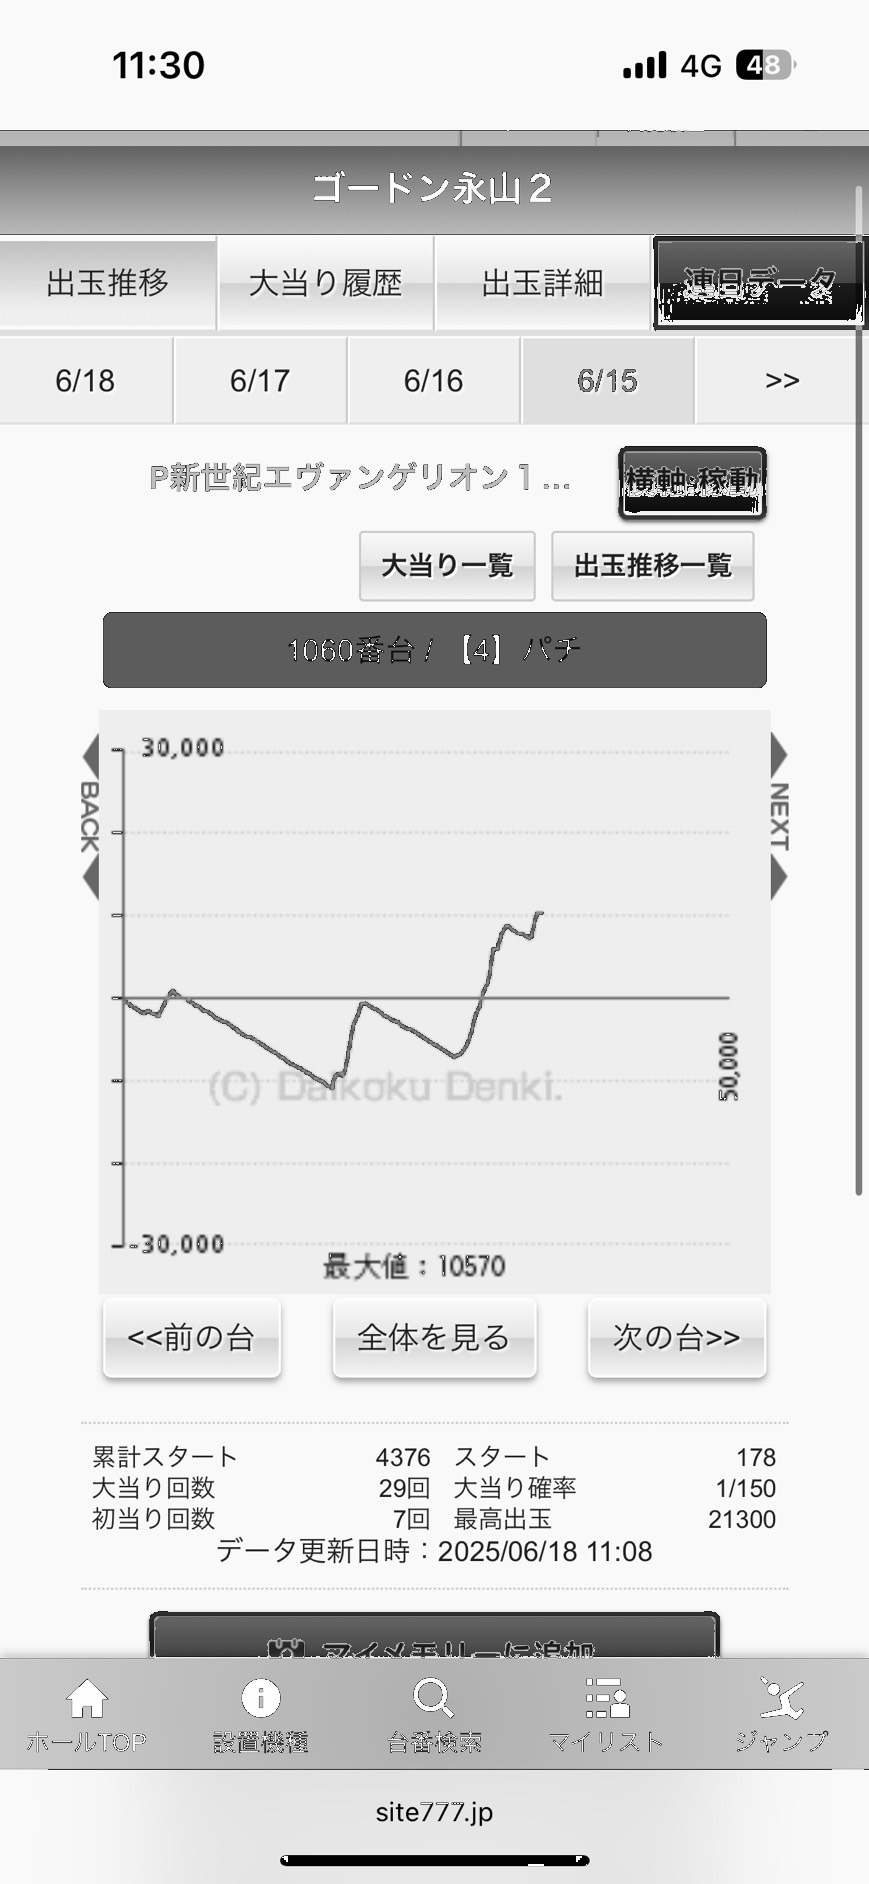 11:30 4G 48
ゴードン永山2
出玉推移 大当り履歴 出玉詳細 連日データ
6/18 6/17 6/16 6/15 >>
P新世紀エヴァンゲリオン1...
横軸:稼動
大当り一覧 出玉推移一覧
1060番台 / 【4】 パチ
30,000
BACK
NEXT
50,000
(C) Daikoku Denki.
-30,000
最大値：10570
<<前の台 全体を見る 次の台>>
累計スタート 4376 スタート 178
大当り回数 29回 大当り確率 1/150
初当り回数 7回 最高出玉 21300
データ更新日時：2025/06/18 11:08
マイメモリーに追加
ホールTOP 設置機種 台番検索 マイリスト ジャンプ
site777.jp